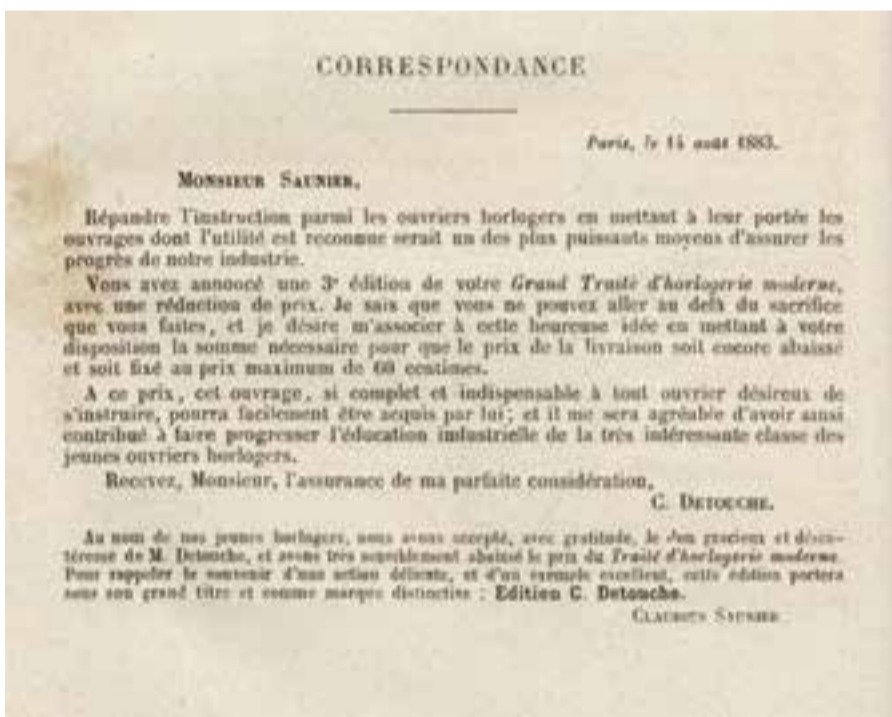 CORRESPONDANCE
Paris, le 14 août 1883.
MONSIEUR SAUNIER,
Répandre l'instruction parmi les ouvriers horlogers en mettant à leur portée les
ouvrages dont l'utilité est reconnue serait un des plus puissants moyens d'assurer les
progrès de notre industrie.
Vous avez annoncé une 3e édition de votre Grand Traité d'horlogerie moderne,
avec une réduction de prix. Je sais que vous ne pouvez aller au delà du sacrifice
que vous faites, et je désire m'associer à cette heureuse idée en mettant à votre
disposition la somme nécessaire pour que le prix de la livraison soit encore abaissé
et soit fixé au prix maximum de 60 centimes.
A ce prix, cet ouvrage, si complet et indispensable à tout ouvrier désireux de
s'instruire, pourra facilement être acquis par lui; et il me sera agréable d'avoir ainsi
contribué à faire progresser l'éducation industrielle de la très intéressante classe des
jeunes ouvriers horlogers.
Recevez, Monsieur, l'assurance de ma parfaite considération,
C. DETOUCHE.
Au nom de nos jeunes horlogers, nous avons accepté, avec gratitude, le don gracieux et désin-
téressé de M. Detouche, et avons très sensiblement abaissé le prix du Traité d'horlogerie moderne.
Pour rappeler le souvenir d'une action délicate, et d'un exemple excellent, cette édition portera
sous son grand titre et comme marque distinctive : Edition C. Detouche.
CLAUDIUS SAUNIER